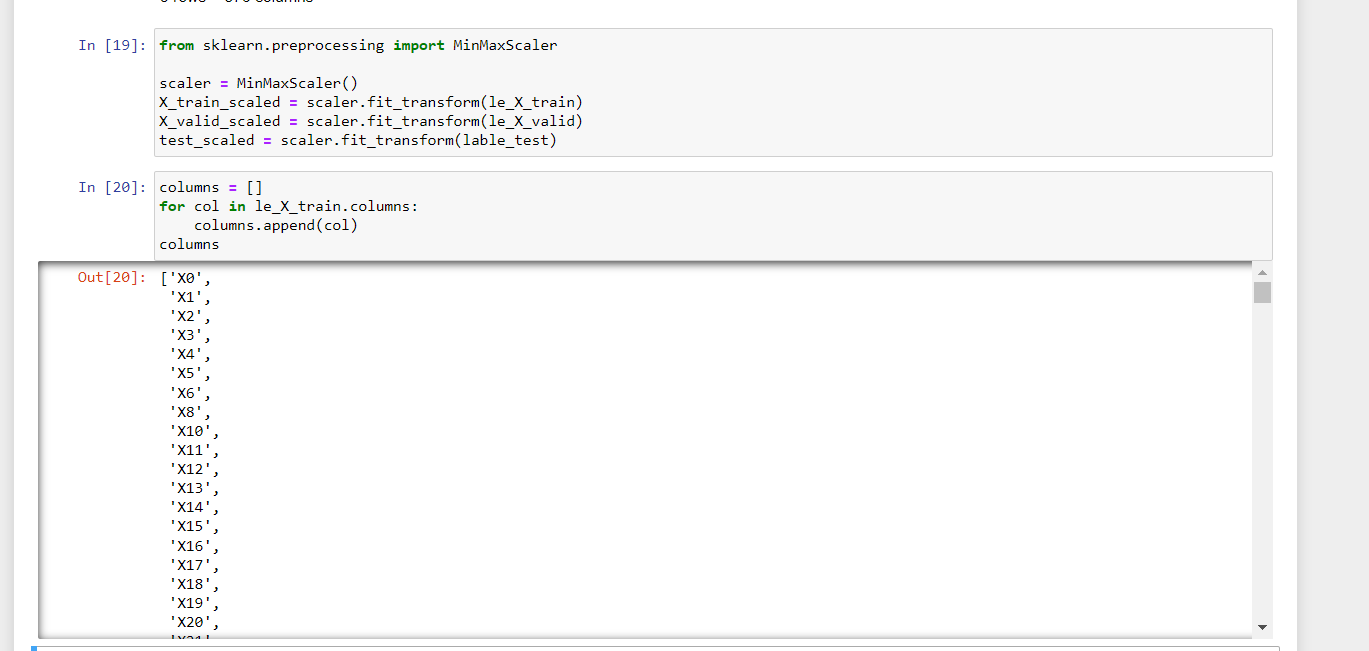 In [19]: from sklearn.preprocessing import MinMaxScaler
scaler = MinMaxScaler()
X_train_scaled = scaler.fit_transform(le_X_train)
X_valid_scaled = scaler.fit_transform(le_X_valid)
test_scaled = scaler.fit_transform(lable_test)
In [20]: columns = []
for col in le_X_train.columns:
    columns.append(col)
columns
Out[20]: ['X0',
'X1',
'X2',
'X3',
'X4',
'X5',
'X6',
'X8',
'X10',
'X11',
'X12',
'X13',
'X14',
'X15',
'X16',
'X17',
'X18',
'X19',
'X20',